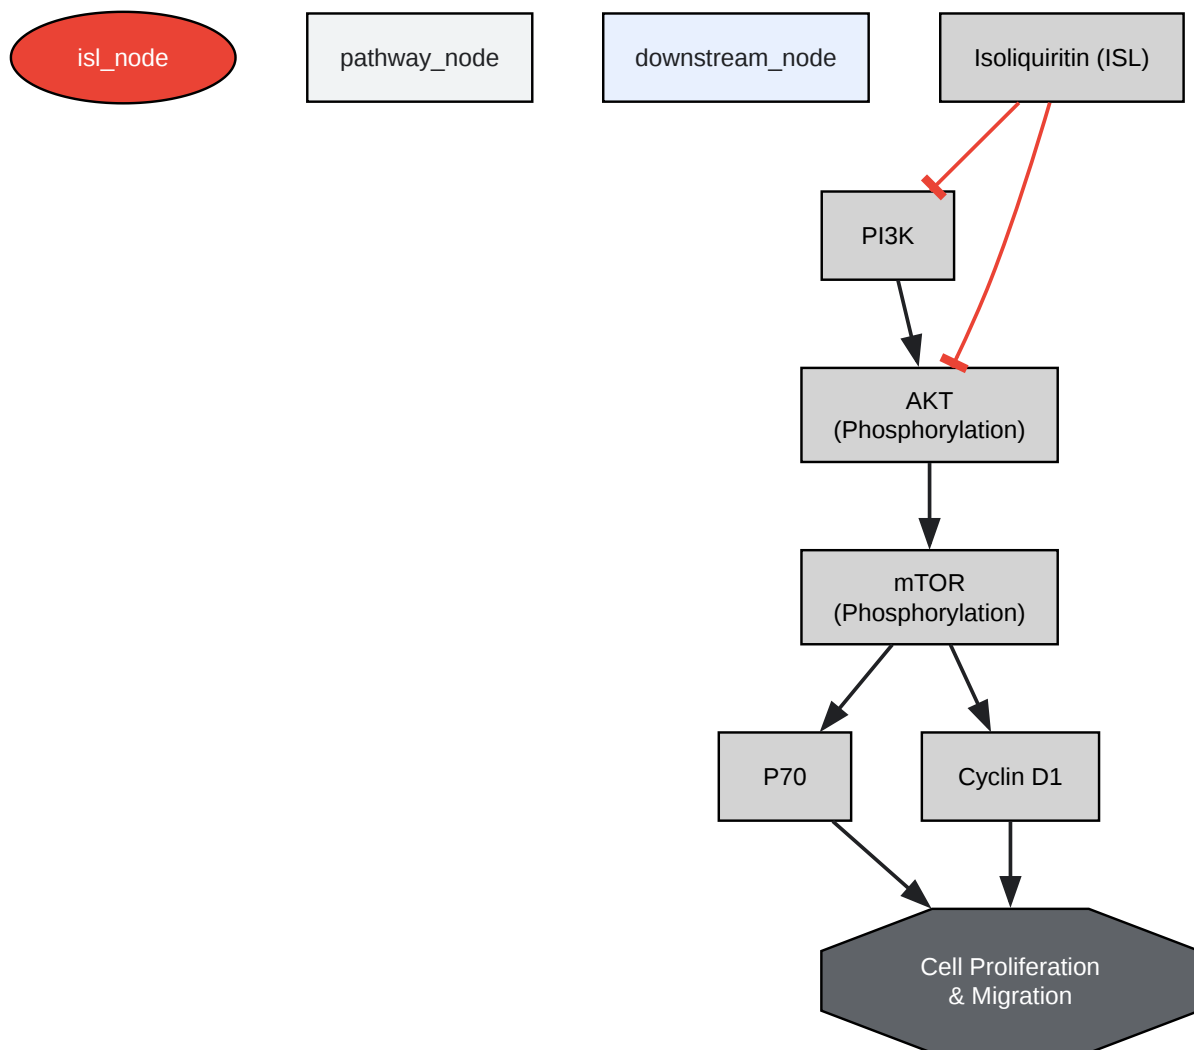 isl_node
pathway_node
downstream_node
Isoliquiritin (ISL)
PI3K
AKT
(Phosphorylation)
mTOR
(Phosphorylation)
P70
Cyclin D1
Cell Proliferation
& Migration